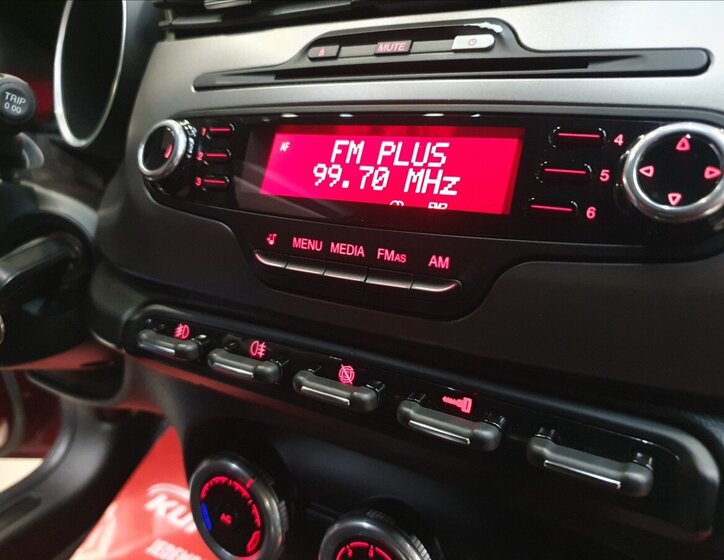 TRIP
0.00
MUTE
1
2
3
AF
FM PLUS
99.70 MHz
4
5
6
MENU
MEDIA
FMAS
AM